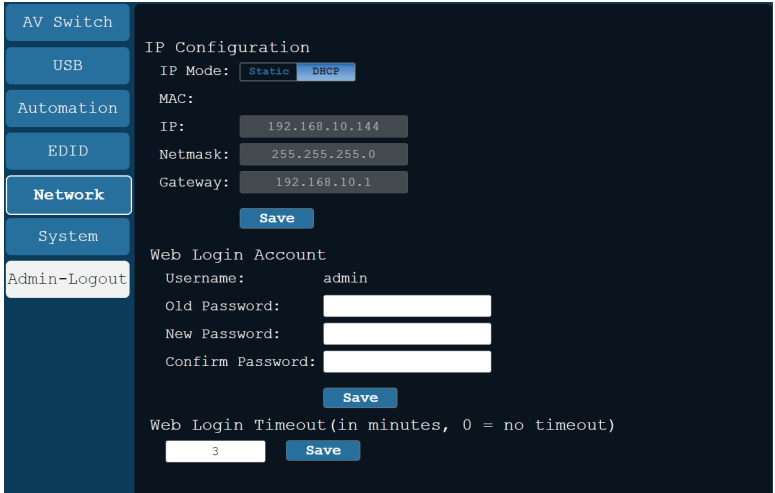 AV Switch
USB
Automation
EDID
Network
System
Admin-Logout
IP Configuration
IP Mode: Static DHCP
MAC:
IP: 192.168.10.144
Netmask: 255.255.255.0
Gateway: 192.168.10.1
Save
Web Login Account
Username: admin
Old Password:
New Password:
Confirm Password:
Save
Web Login Timeout(in minutes, 0 = no timeout)
3 Save